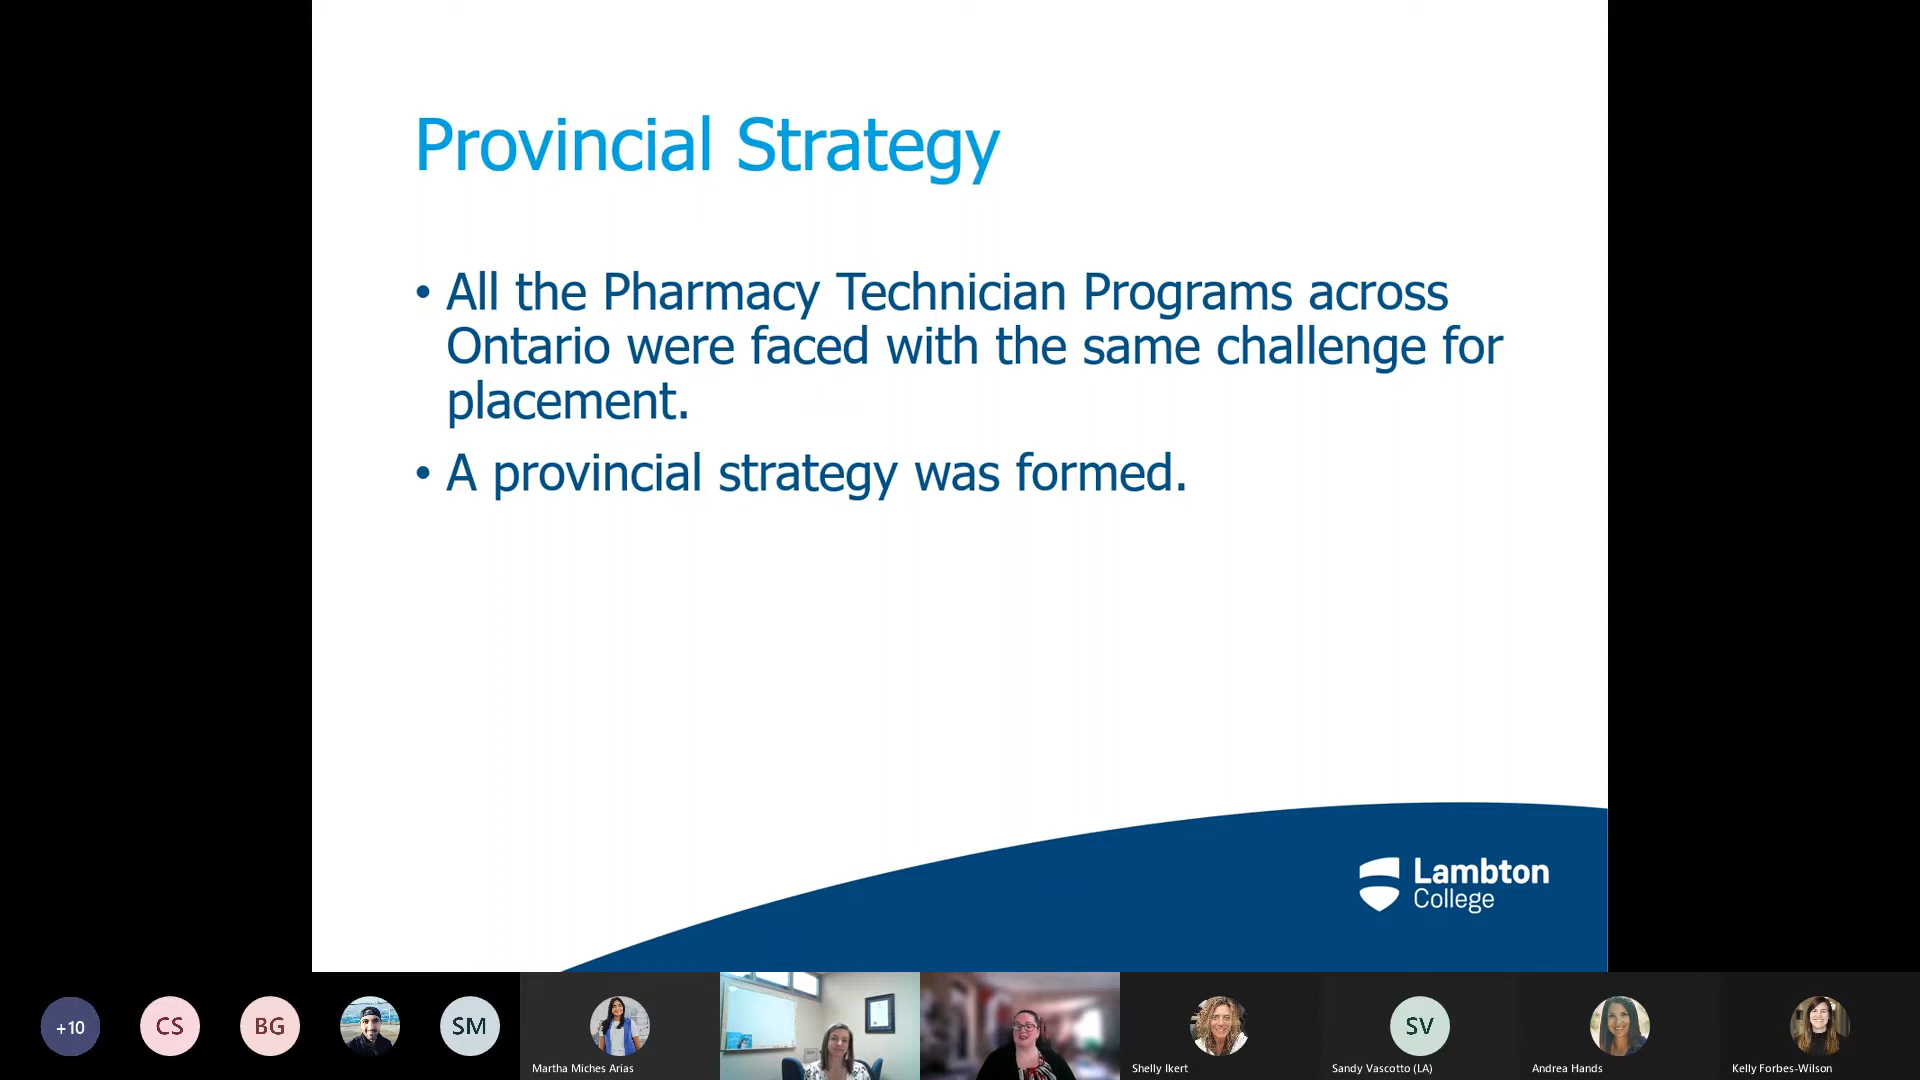 Provincial Strategy
• All the Pharmacy Technician Programs across
Ontario were faced with the same challenge for
placement.
• A provincial strategy was formed.
Lambton
College
+10
CS
BG
SM
Martha Miches Arias
Shelly Ikert
SV
Sandy Vascotto (LA)
Andrea Hands
Kelly Forbes-Wilson